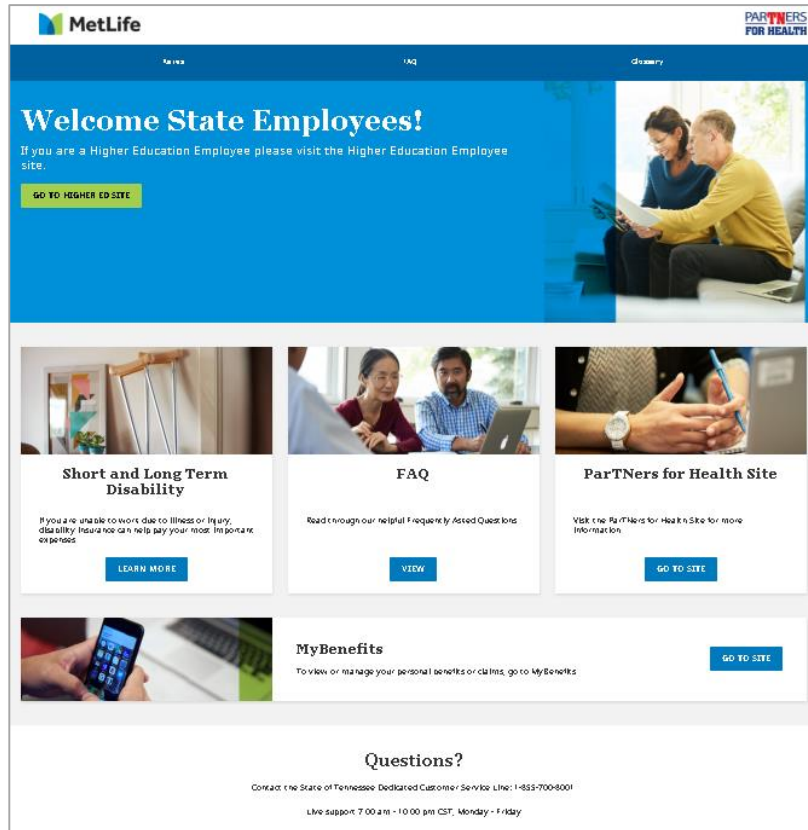 MetLife
PARTNERS
FOR HEALTH
FAQ
Glossary
Welcome State Employees!
If you are a Higher Education Employee please visit the Higher Education Employee
site.
GO TO HIGHER ED SITE
Short and Long Term
Disability
If you are unable to work due to illness or injury,
disability insurance can help pay your most important
expenses
LEARN MORE
FAQ
Read through our helpful Frequently Asked Questions
VIEW
ParTNers for Health Site
Visit the ParTNers for Health Site for more
information
GO TO SITE
MyBenefits
To view or manage your personal benefits or claims, go to MyBenefits
GO TO SITE
Questions?
Contact the State of Tennessee Dedicated Customer Service Line: 1-855-700-8001
Live support 7:00 am - 10:00 pm CST, Monday - Friday